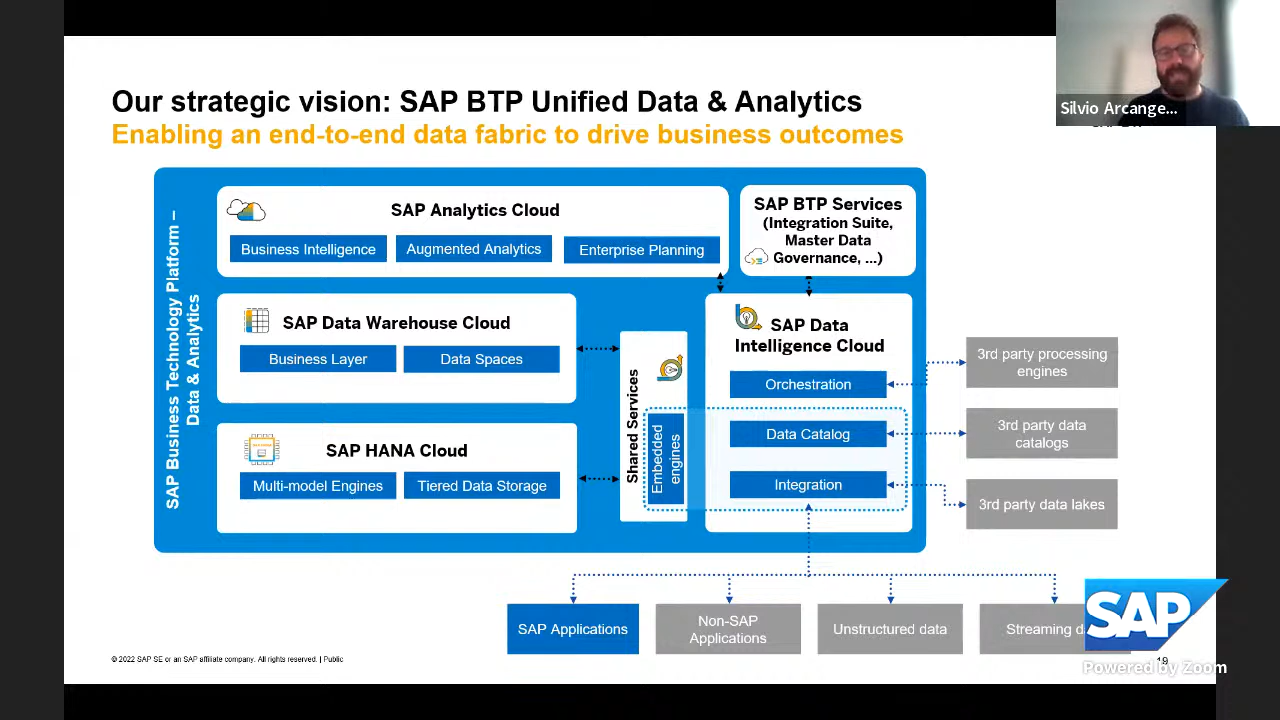 Our strategic vision: SAP BTP Unified Data & Analytics
Enabling an end-to-end data fabric to drive business outcomes
Silvio Arcange...
SAP Business Technology Platform –
Data & Analytics
SAP Analytics Cloud
Business Intelligence
Augmented Analytics
Enterprise Planning
SAP BTP Services
(Integration Suite,
Master Data
Governance, ...)
SAP Data Warehouse Cloud
Business Layer
Data Spaces
SAP HANA Cloud
Multi-model Engines
Tiered Data Storage
Shared Services
Embedded
engines
SAP Data
Intelligence Cloud
Orchestration
Data Catalog
Integration
3rd party processing
engines
3rd party data
catalogs
3rd party data lakes
SAP Applications
Non-SAP
Applications
Unstructured data
Streaming
SAP
© 2022 SAP SE or an SAP affiliate company. All rights reserved. | Public
19
Powered by Zoom